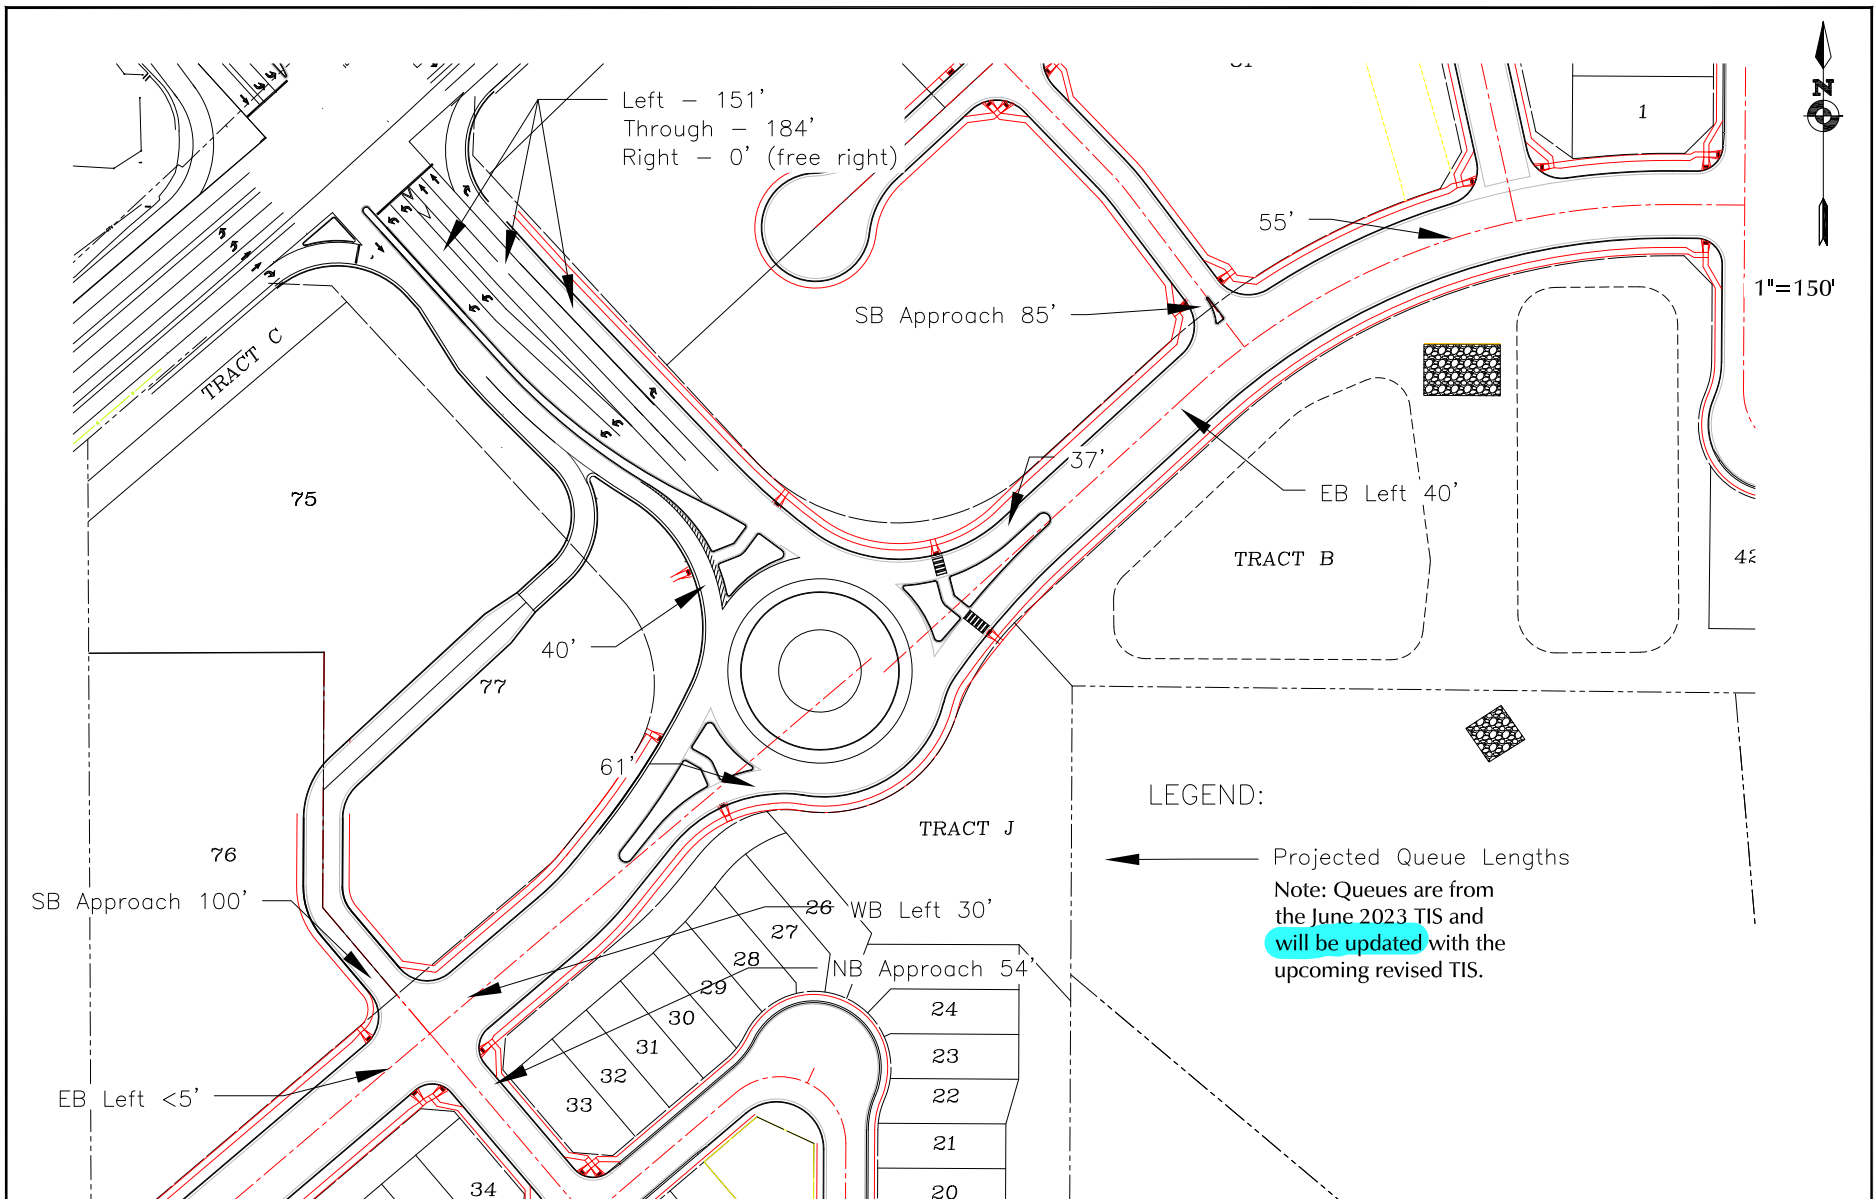 Left - 151'
Through - 184'
Right - 0' (free right)
1
N
55'
1"=150'
SB Approach 85'
TRACT C
37'
EB Left 40'
75
TRACT B
40'
77
61'
LEGEND:
TRACT J
76
Projected Queue Lengths
Note: Queues are from
the June 2023 TIS and
will be updated with the
upcoming revised TIS.
SB Approach 100'
26
WB Left 30'
27
28
NB Approach 54'
29
30
24
31
23
32
22
33
EB Left <5'
21
34
20